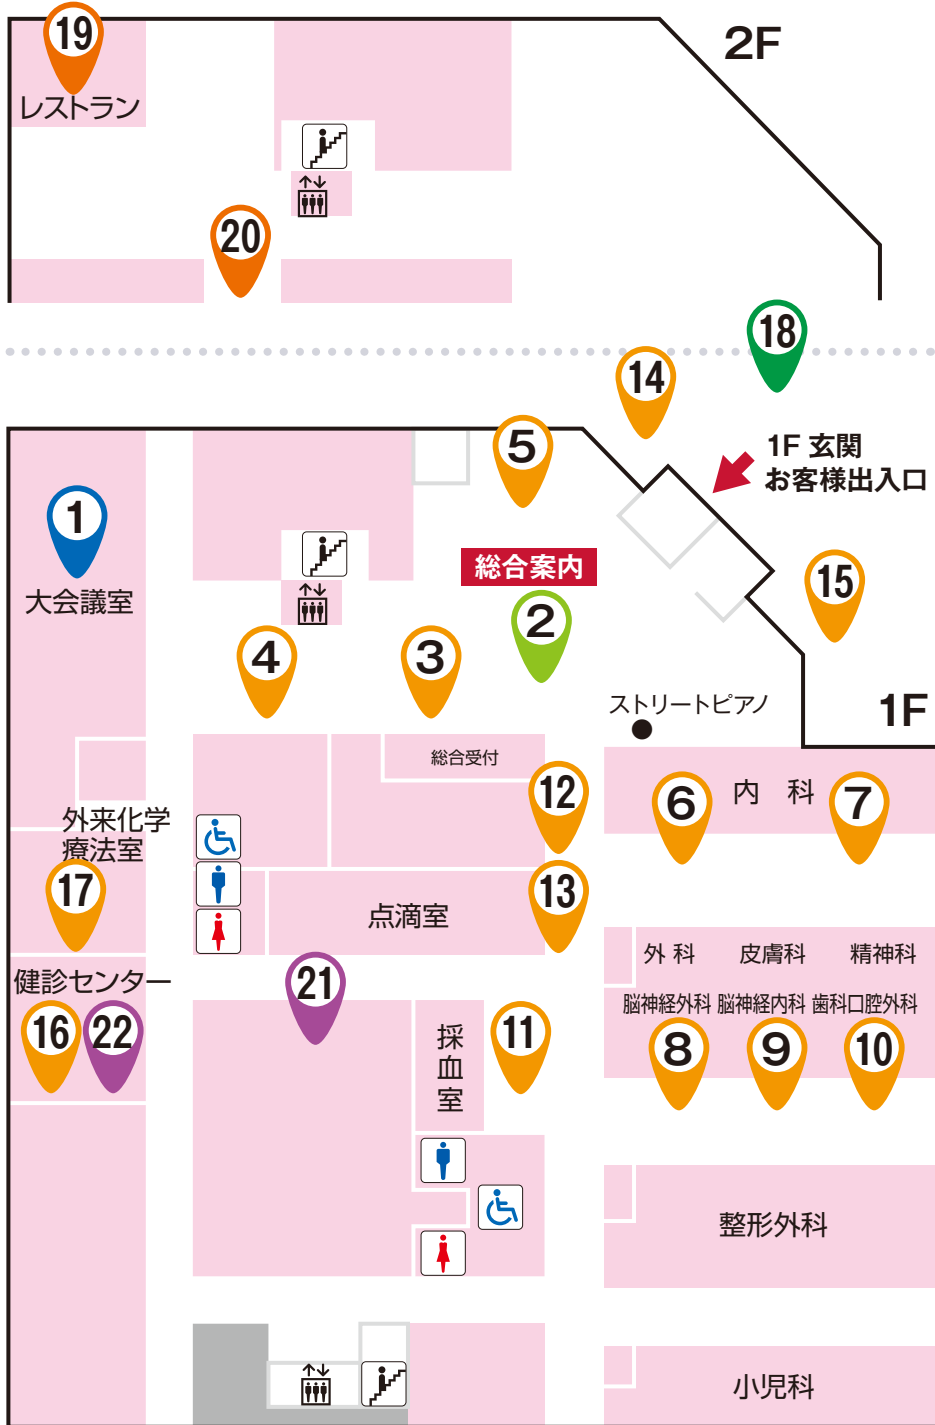 2F
19
レストラン
20
18
14
1F 玄関
お客様出入口
5
1
大会議室
総合案内
2
15
4
3
ストリートピアノ
1F
総合受付
12
6
内 科
7
外来化学
療法室
17
点滴室
13
外 科
皮膚科
精神科
健診センター
21
脳神経外科
脳神経内科
歯科口腔外科
16
22
採血室
11
8
9
10
整形外科
小児科